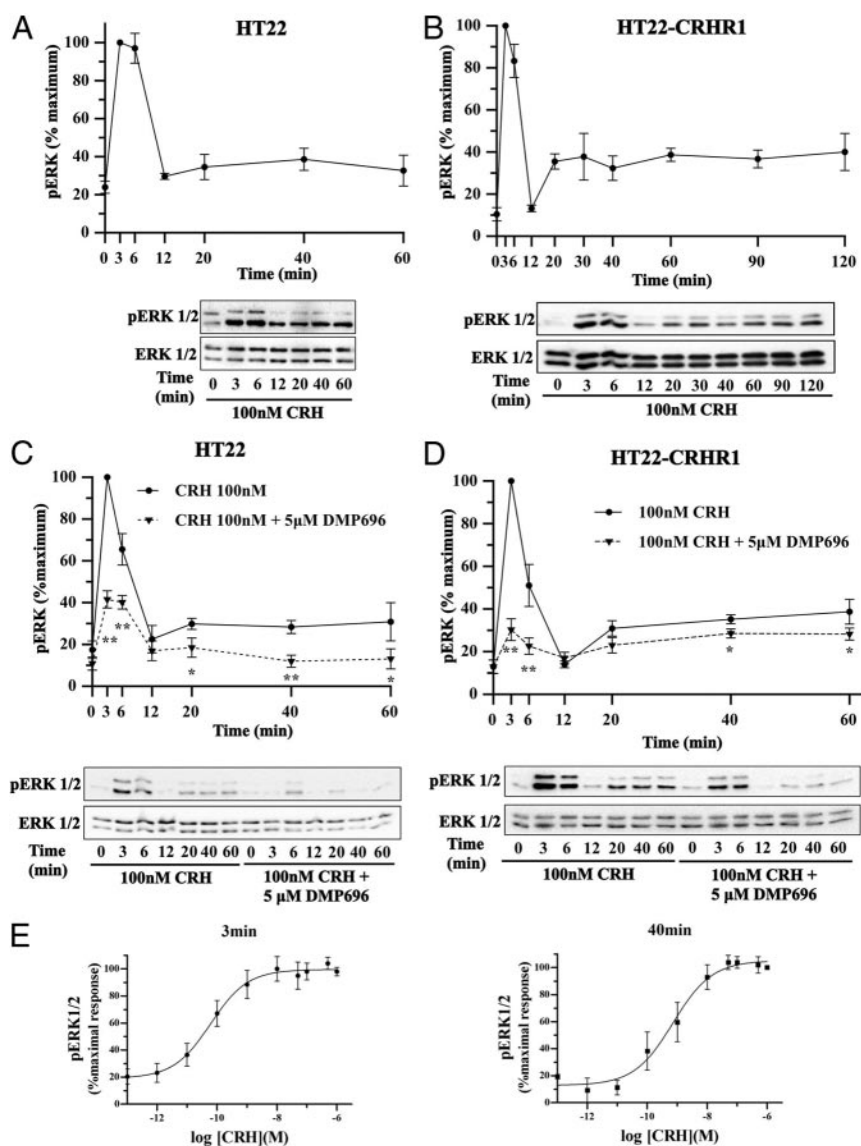 A
HT22
pERK (% maximum)
100
80
60
40
20
0
0 3 6 12 20 40 60
Time (min)
pERK 1/2
ERK 1/2
Time (min)
0 3 6 12 20 40 60
100nM CRH
B
HT22-CRHR1
pERK (% maximum)
100
80
60
40
20
0
0 3 6 12 20 30 40 60 90 120
Time (min)
pERK 1/2
ERK 1/2
Time (min)
0 3 6 12 20 30 40 60 90 120
100nM CRH
C
HT22
CRH 100nM
CRH 100nM + 5µM DMP696
pERK (%maximum)
100
80
60
40
20
0
** ** * ** *
0 3 6 12 20 40 60
Time (min)
pERK 1/2
ERK 1/2
Time (min)
0 3 6 12 20 40 60 0 3 6 12 20 40 60
100nM CRH
100nM CRH +
5 µM DMP696
D
HT22-CRHR1
100nM CRH
100nM CRH + 5µM DMP696
pERK (% maximum)
100
80
60
40
20
0
** ** * *
0 3 6 12 20 40 60
Time (min)
pERK 1/2
ERK 1/2
Time (min)
0 3 6 12 20 40 60 0 3 6 12 20 40 60
100nM CRH
100nM CRH +
5 µM DMP696
E
3min
pERK1/2
(%maximal response)
120
100
80
60
40
20
0
-12 -10 -8 -6
log [CRH](M)
40min
pERK1/2
(%maximal response)
120
100
80
60
40
20
0
-12 -10 -8 -6
log [CRH](M)